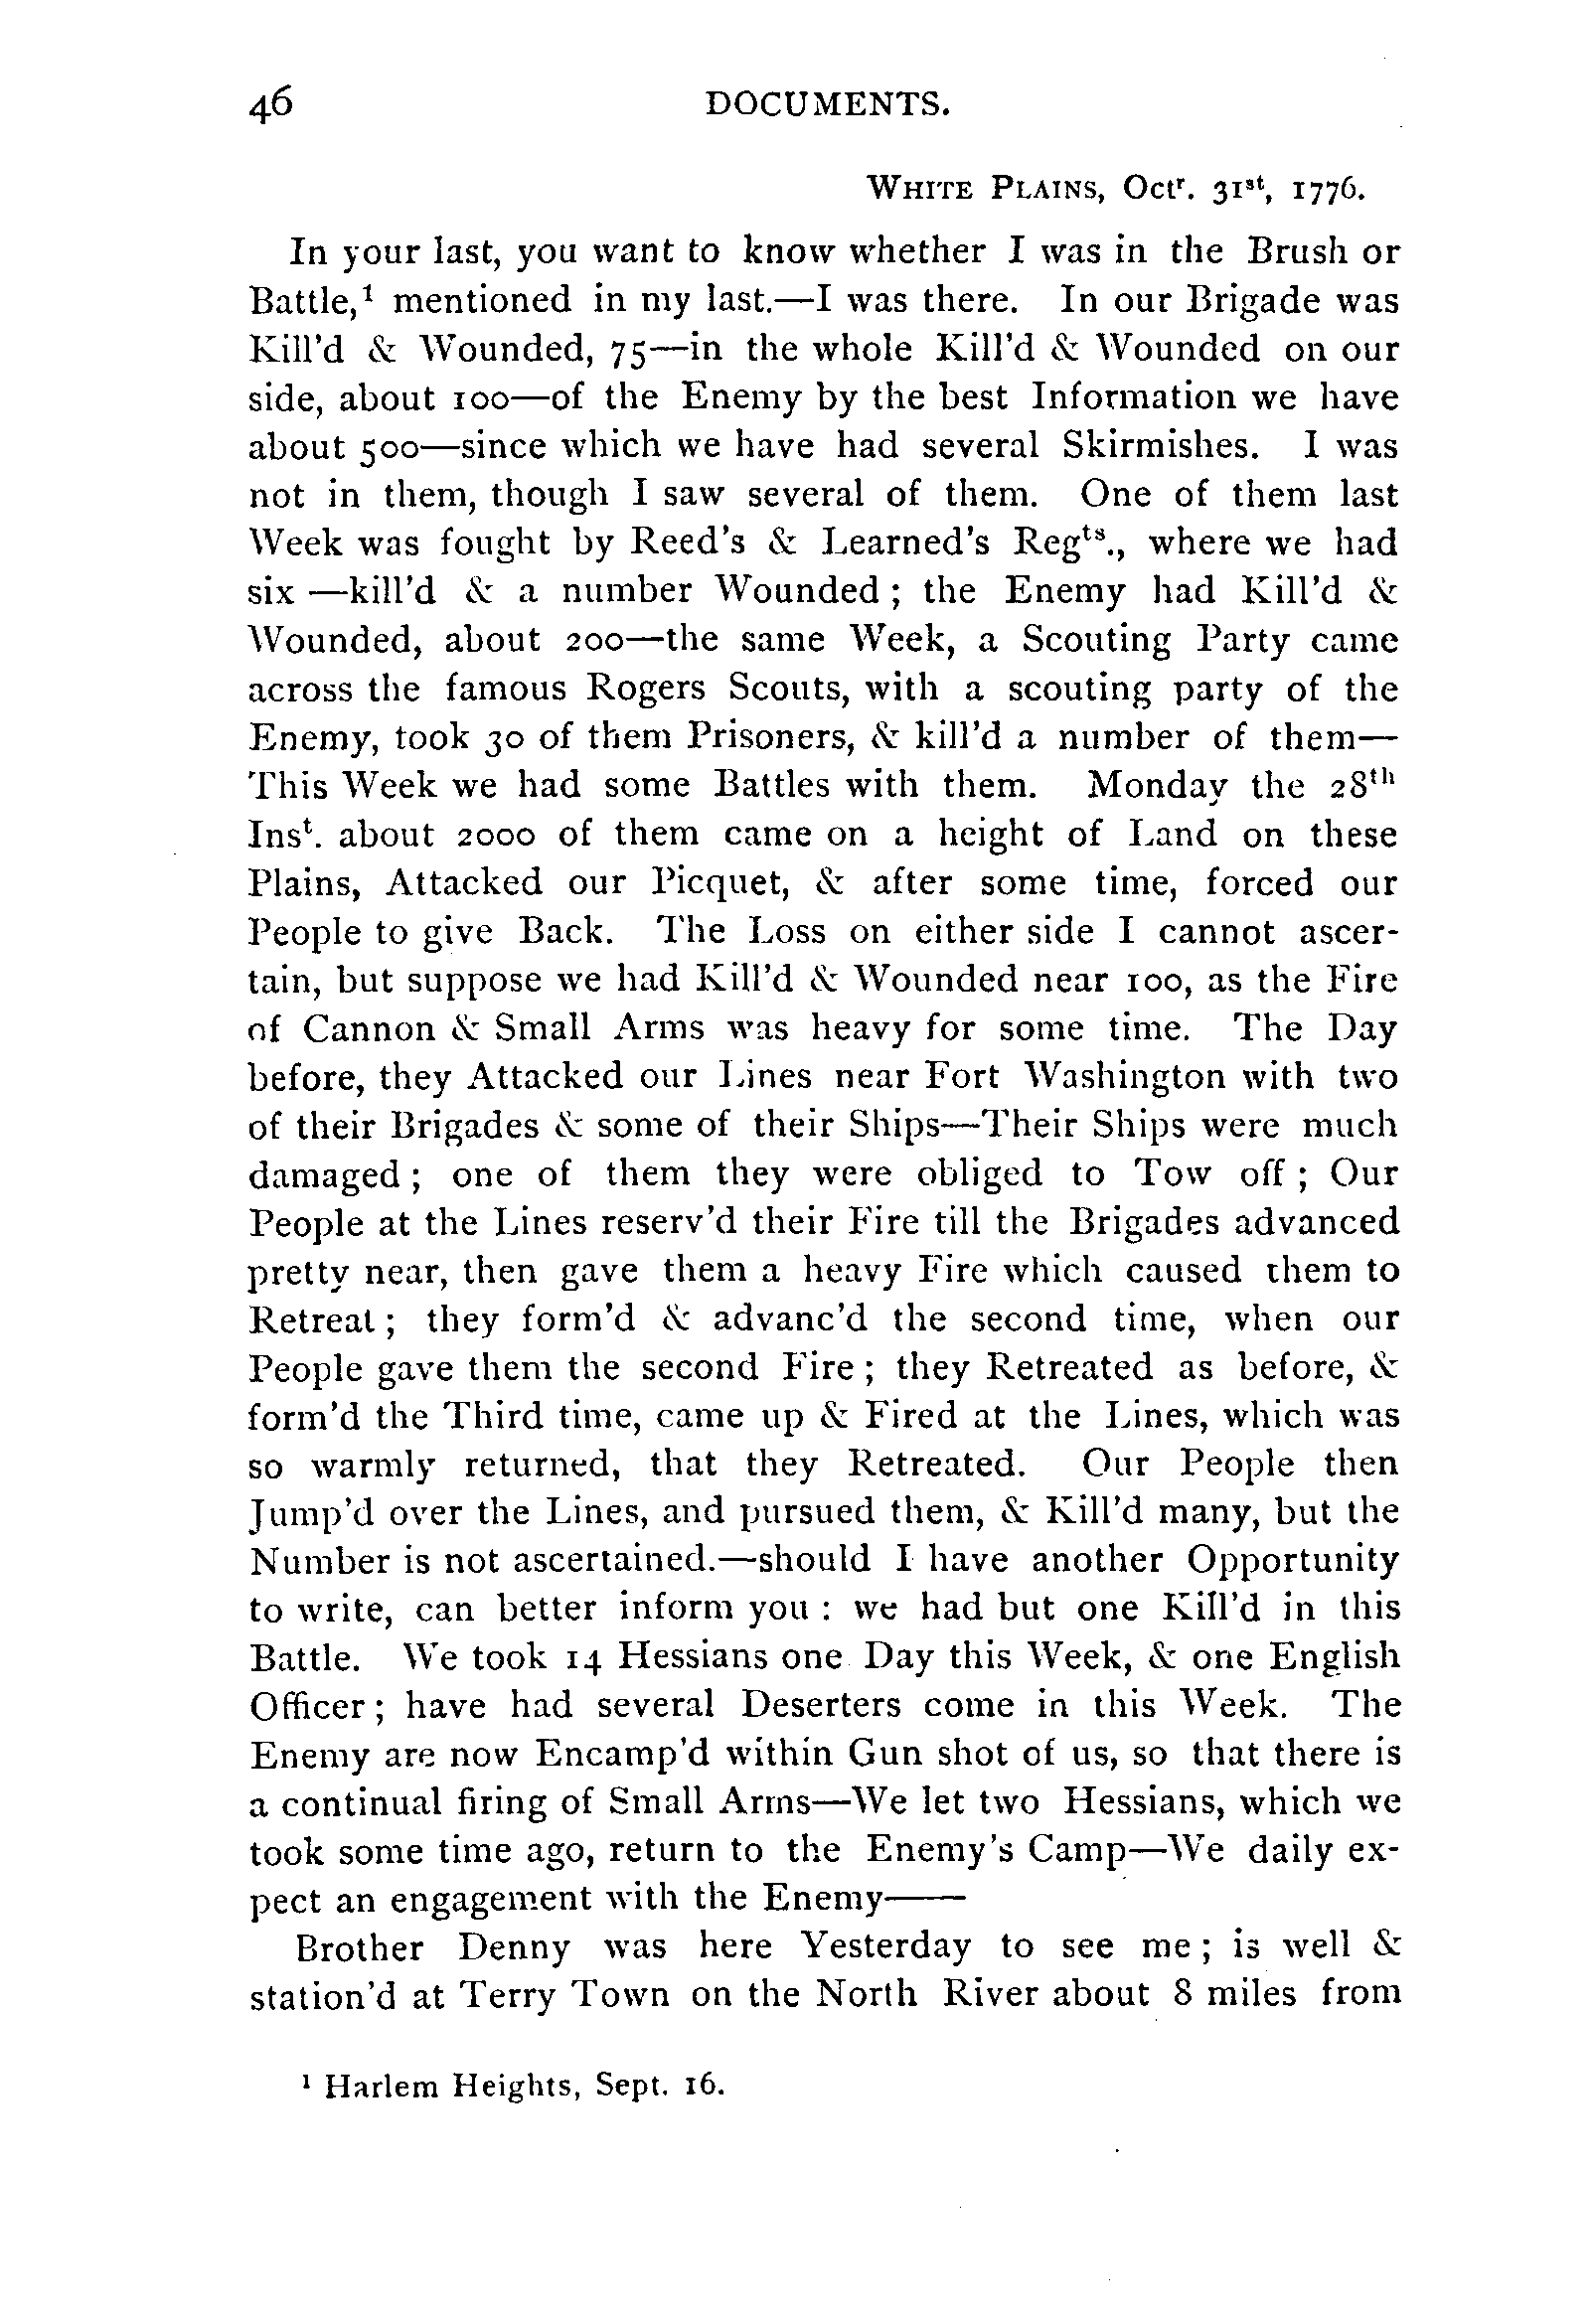 46 DOCUMENTS.
WHITE PLAINS, Octʳ. 31ˢᵗ, 1776.
In your last, you want to know whether I was in the Brush or
Battle,¹ mentioned in my last.—I was there. In our Brigade was
Kill'd & Wounded, 75—in the whole Kill'd & Wounded on our
side, about 100—of the Enemy by the best Information we have
about 500—since which we have had several Skirmishes. I was
not in them, though I saw several of them. One of them last
Week was fought by Reed's & Learned's Regᵗˢ., where we had
six —kill'd & a number Wounded ; the Enemy had Kill'd &
Wounded, about 200—the same Week, a Scouting Party came
across the famous Rogers Scouts, with a scouting party of the
Enemy, took 30 of them Prisoners, & kill'd a number of them—
This Week we had some Battles with them. Monday the 28ᵗʰ
Insᵗ. about 2000 of them came on a height of Land on these
Plains, Attacked our Picquet, & after some time, forced our
People to give Back. The Loss on either side I cannot ascer-
tain, but suppose we had Kill'd & Wounded near 100, as the Fire
of Cannon & Small Arms was heavy for some time. The Day
before, they Attacked our Lines near Fort Washington with two
of their Brigades & some of their Ships—Their Ships were much
damaged ; one of them they were obliged to Tow off ; Our
People at the Lines reserv'd their Fire till the Brigades advanced
pretty near, then gave them a heavy Fire which caused them to
Retreat ; they form'd & advanc'd the second time, when our
People gave them the second Fire ; they Retreated as before, &
form'd the Third time, came up & Fired at the Lines, which was
so warmly returned, that they Retreated. Our People then
Jump'd over the Lines, and pursued them, & Kill'd many, but the
Number is not ascertained.—should I have another Opportunity
to write, can better inform you : we had but one Kill'd in this
Battle. We took 14 Hessians one Day this Week, & one English
Officer ; have had several Deserters come in this Week. The
Enemy are now Encamp'd within Gun shot of us, so that there is
a continual firing of Small Arms—We let two Hessians, which we
took some time ago, return to the Enemy's Camp—We daily ex-
pect an engagement with the Enemy——
Brother Denny was here Yesterday to see me ; is well &
station'd at Terry Town on the North River about 8 miles from
¹ Harlem Heights, Sept. 16.